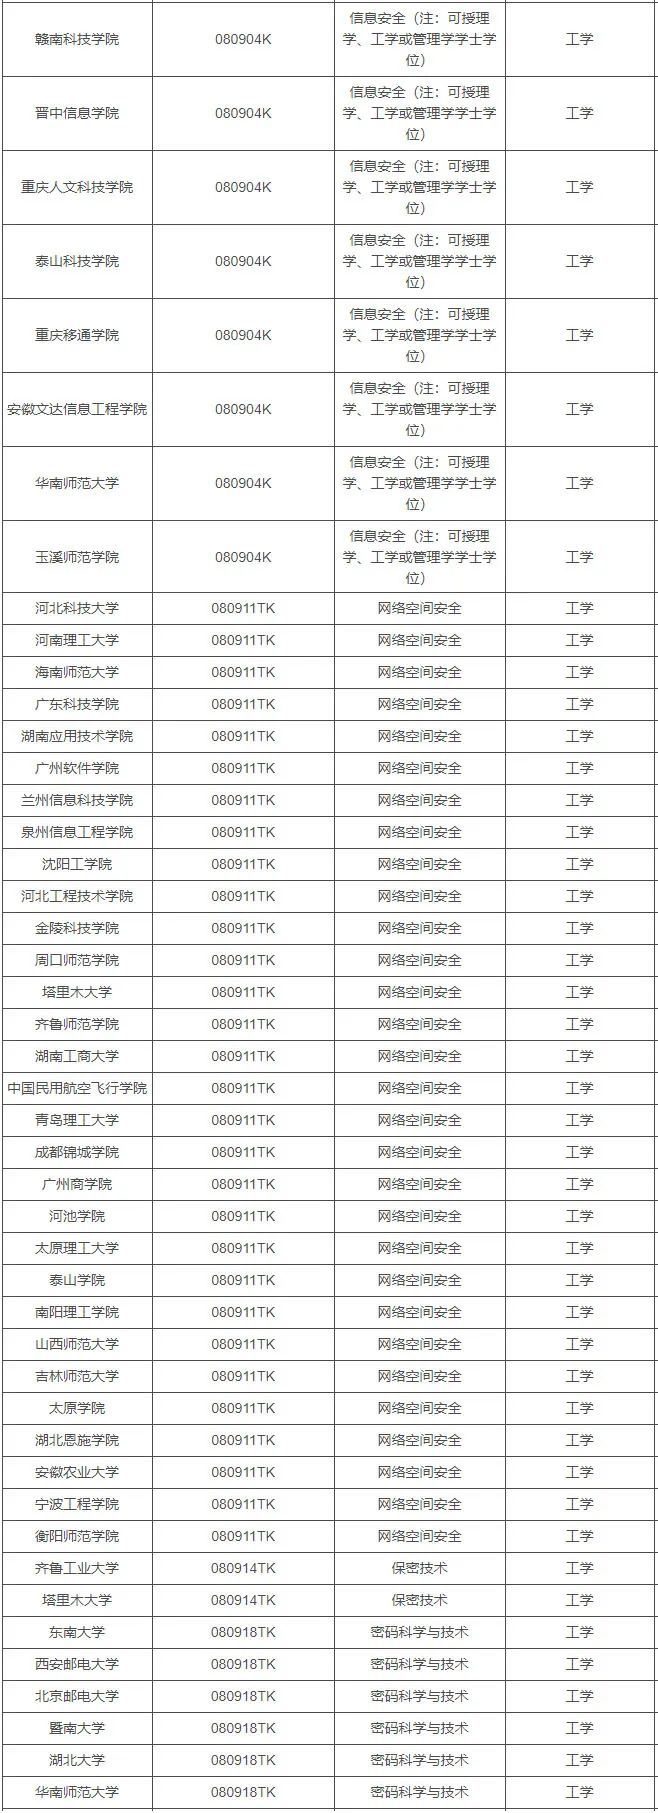 赣南科技学院 080904K 信息安全（注：可授理学、工学或管理学学士学位） 工学
晋中信息学院 080904K 信息安全（注：可授理学、工学或管理学学士学位） 工学
重庆人文科技学院 080904K 信息安全（注：可授理学、工学或管理学学士学位） 工学
泰山科技学院 080904K 信息安全（注：可授理学、工学或管理学学士学位） 工学
重庆移通学院 080904K 信息安全（注：可授理学、工学或管理学学士学位） 工学
安徽文达信息工程学院 080904K 信息安全（注：可授理学、工学或管理学学士学位） 工学
华南师范大学 080904K 信息安全（注：可授理学、工学或管理学学士学位） 工学
玉溪师范学院 080904K 信息安全（注：可授理学、工学或管理学学士学位） 工学
河北科技大学 080911TK 网络空间安全 工学
河南理工大学 080911TK 网络空间安全 工学
海南师范大学 080911TK 网络空间安全 工学
广东科技学院 080911TK 网络空间安全 工学
湖南应用技术学院 080911TK 网络空间安全 工学
广州软件学院 080911TK 网络空间安全 工学
兰州信息科技学院 080911TK 网络空间安全 工学
泉州信息工程学院 080911TK 网络空间安全 工学
沈阳工学院 080911TK 网络空间安全 工学
河北工程技术学院 080911TK 网络空间安全 工学
金陵科技学院 080911TK 网络空间安全 工学
周口师范学院 080911TK 网络空间安全 工学
塔里木大学 080911TK 网络空间安全 工学
齐鲁师范学院 080911TK 网络空间安全 工学
湖南工商大学 080911TK 网络空间安全 工学
中国民用航空飞行学院 080911TK 网络空间安全 工学
青岛理工大学 080911TK 网络空间安全 工学
成都锦城学院 080911TK 网络空间安全 工学
广州商学院 080911TK 网络空间安全 工学
河池学院 080911TK 网络空间安全 工学
太原理工大学 080911TK 网络空间安全 工学
泰山学院 080911TK 网络空间安全 工学
南阳理工学院 080911TK 网络空间安全 工学
山西师范大学 080911TK 网络空间安全 工学
吉林师范大学 080911TK 网络空间安全 工学
太原学院 080911TK 网络空间安全 工学
湖北恩施学院 080911TK 网络空间安全 工学
安徽农业大学 080911TK 网络空间安全 工学
宁波工程学院 080911TK 网络空间安全 工学
衡阳师范学院 080911TK 网络空间安全 工学
齐鲁工业大学 080914TK 保密技术 工学
塔里木大学 080914TK 保密技术 工学
东南大学 080918TK 密码科学与技术 工学
西安邮电大学 080918TK 密码科学与技术 工学
北京邮电大学 080918TK 密码科学与技术 工学
暨南大学 080918TK 密码科学与技术 工学
湖北大学 080918TK 密码科学与技术 工学
华南师范大学 080918TK 密码科学与技术 工学